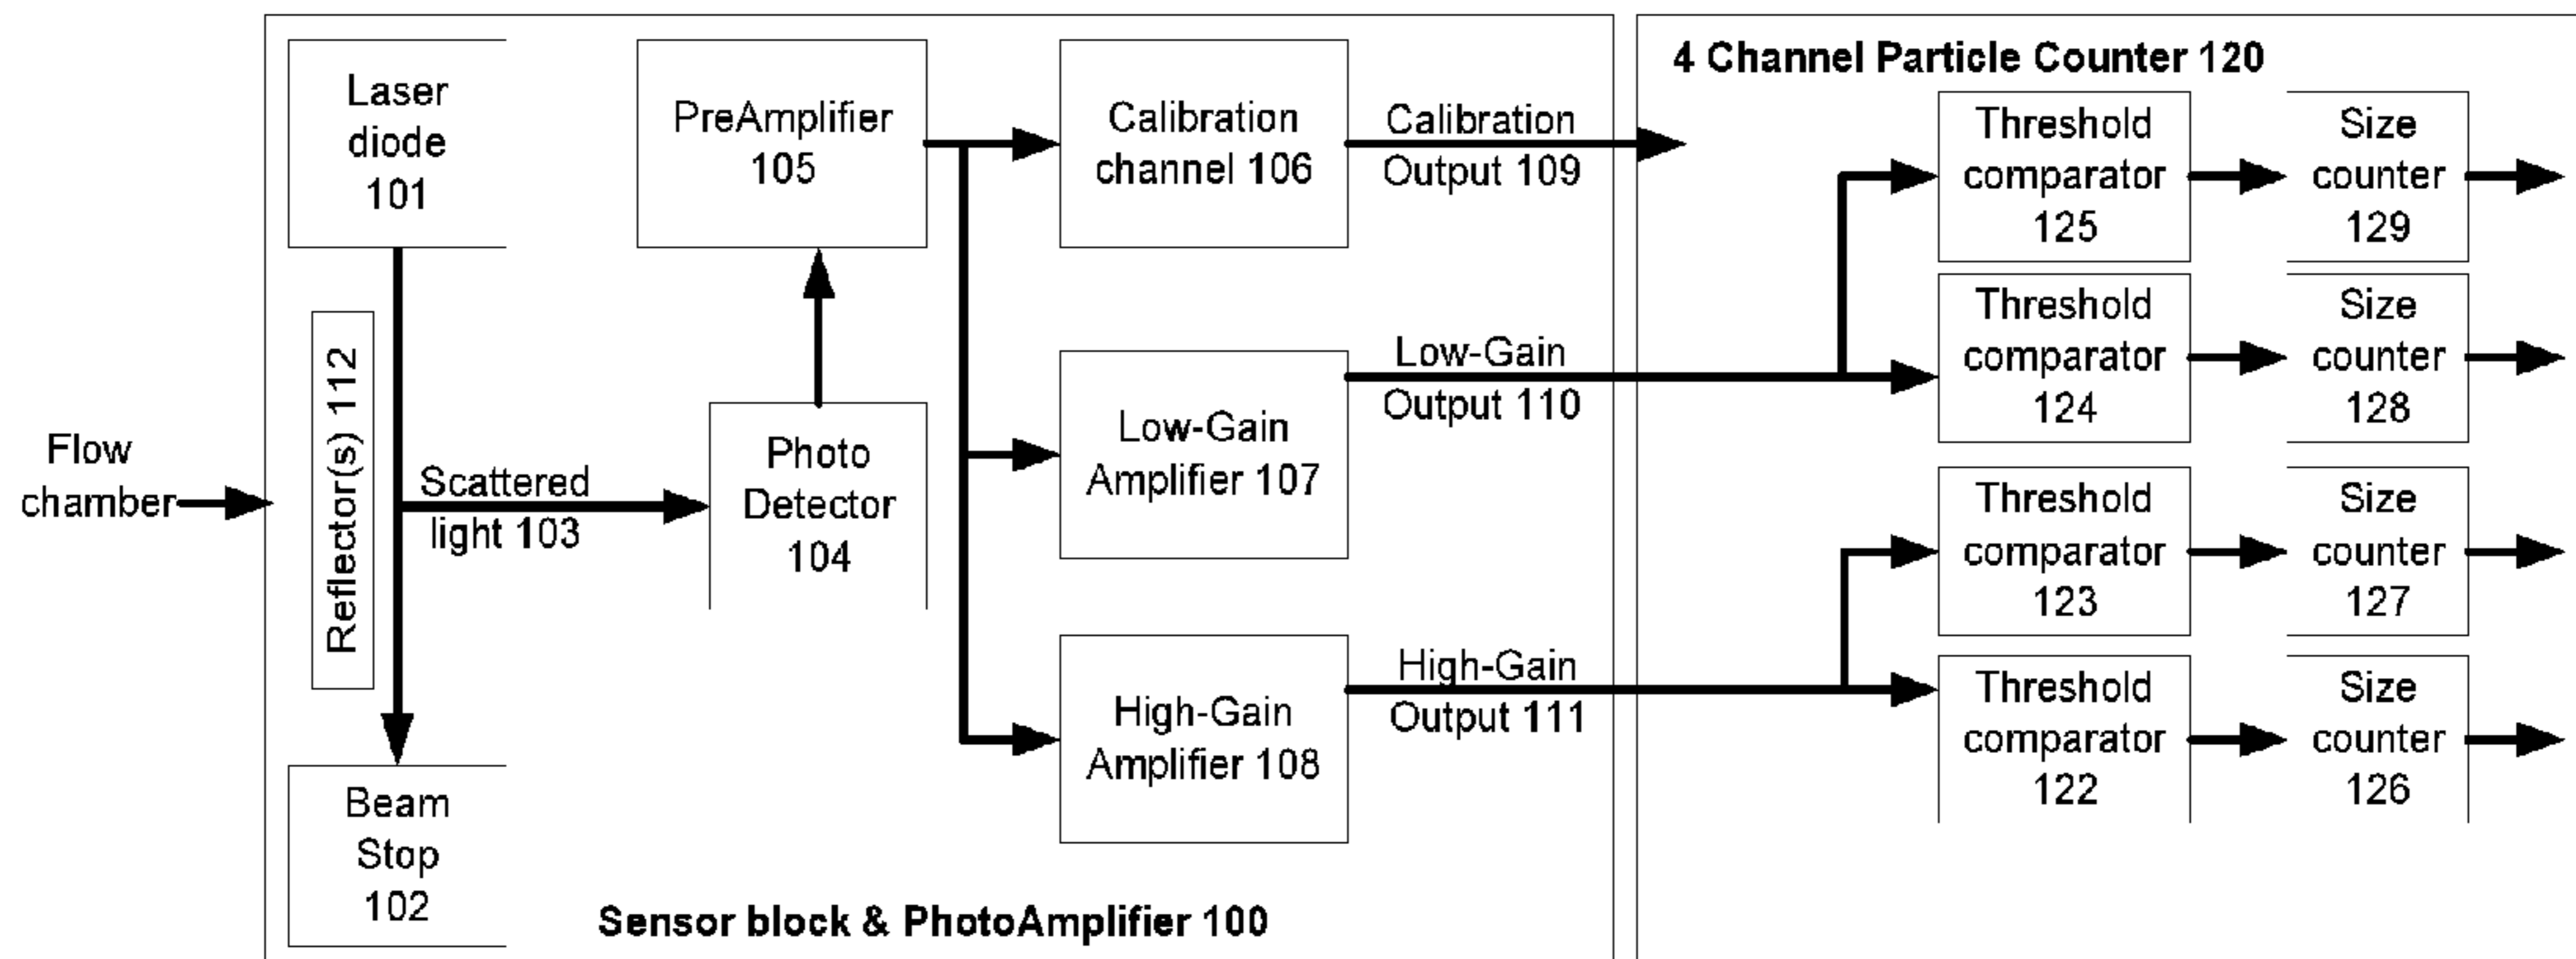 4 Channel Particle Counter 120
Laser
diode
101
PreAmplifier
105
Calibration
channel 106
Calibration
Output 109
Threshold
comparator
125
Size
counter
129
Threshold
comparator
124
Size
counter
128
Low-Gain
Output 110
Low-Gain
Amplifier 107
Reflector(s) 112
Flow
chamber
Scattered
light 103
Photo
Detector
104
Threshold
comparator
123
Size
counter
127
High-Gain
Output 111
High-Gain
Amplifier 108
Threshold
comparator
122
Size
counter
126
Beam
Stop
102
Sensor block & PhotoAmplifier 100